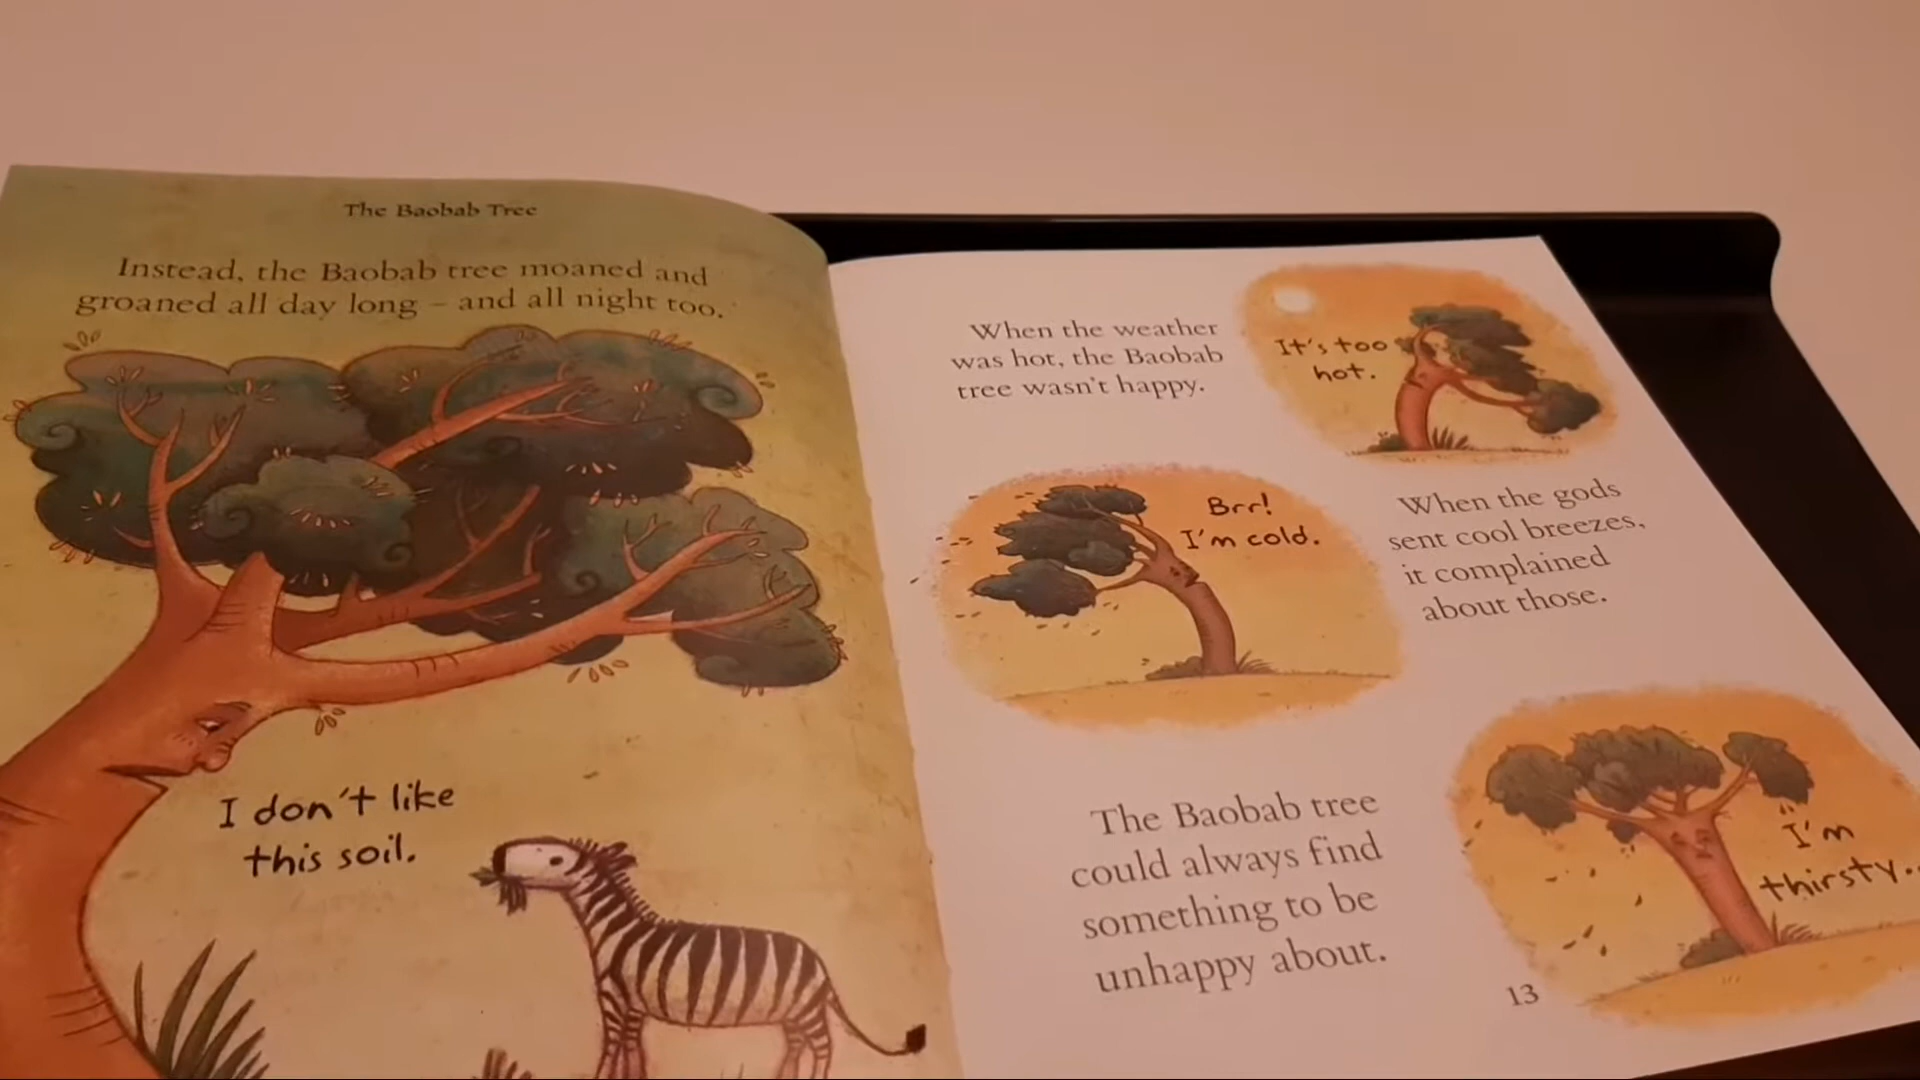 The Baobab Tree
Instead, the Baobab tree moaned and
groaned all day long – and all night too.
I don't like
this soil.
When the weather
was hot, the Baobab
tree wasn't happy.
It's too
hot.
Brr!
I'm cold.
When the gods
sent cool breezes,
it complained
about those.
The Baobab tree
could always find
something to be
unhappy about.
I'm
thirsty...
13